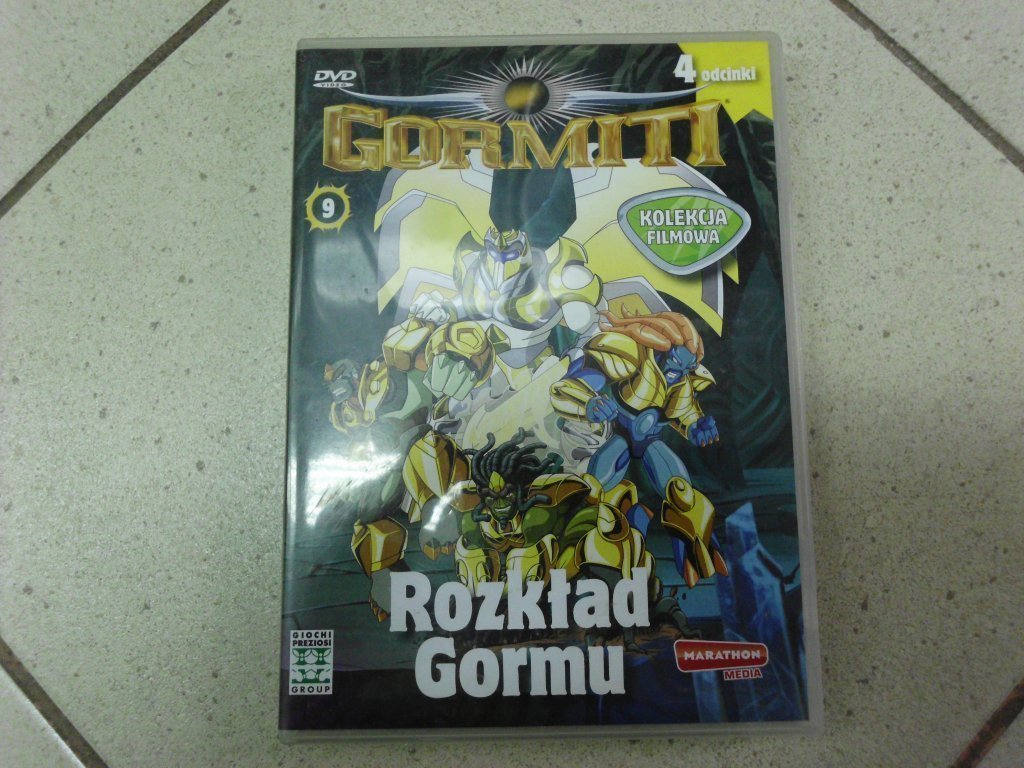 DVD
VIDEO
4 odcinki
GORMITI
9
KOLEKCJA
FILMOWA
Rozkład
Gormu
GIOCHI
PREZIOSI
GROUP
MARATHON
MEDIA